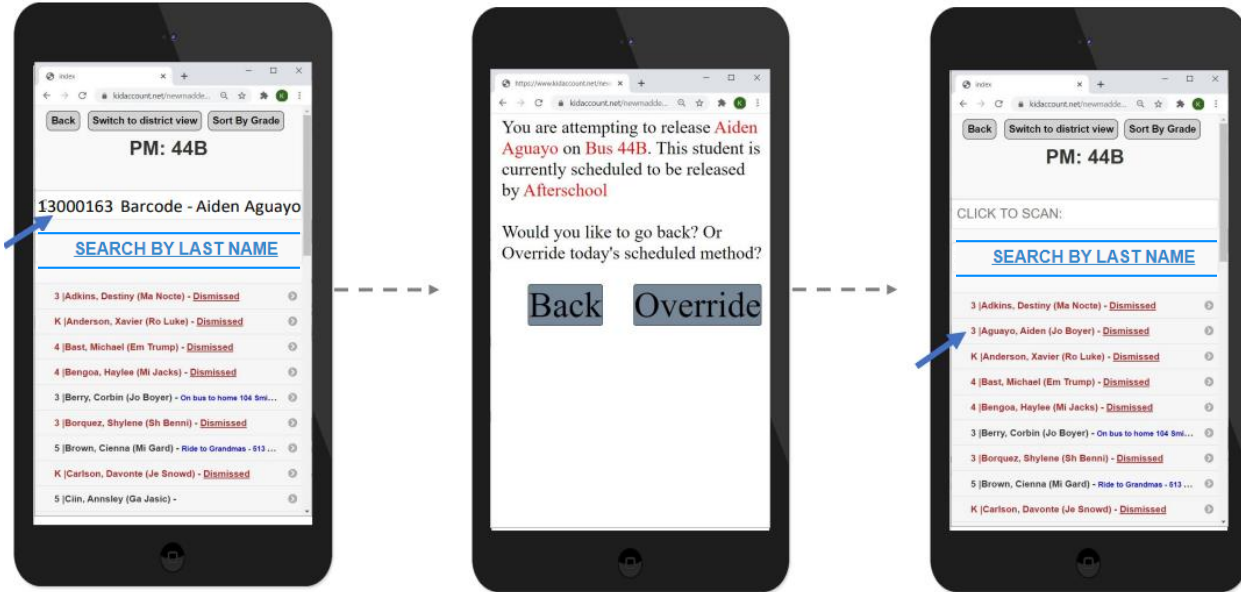 index
kidaccount.net/newmadde...
K
Back Switch to district view Sort By Grade
PM: 44B
13000163 Barcode - Aiden Aguayo
SEARCH BY LAST NAME
3 |Adkins, Destiny (Ma Nocte) - Dismissed
K |Anderson, Xavier (Ro Luke) - Dismissed
4 |Bast, Michael (Em Trump) - Dismissed
4 |Bengoa, Haylee (Mi Jacks) - Dismissed
3 |Berry, Corbin (Jo Boyer) - On bus to home 104 Smi...
3 |Borquez, Shylene (Sh Benni) - Dismissed
5 |Brown, Cienna (Mi Gard) - Ride to Grandmas - 613 ...
K |Carlson, Davonte (Je Snowd) - Dismissed
5 |Ciin, Annsley (Ga Jasic) -
https://www.kidaccount.net/new
kidaccount.net/newmadde...
K
You are attempting to release Aiden
Aguayo on Bus 44B. This student is
currently scheduled to be released
by Afterschool
Would you like to go back? Or
Override today's scheduled method?
Back Override
index
kidaccount.net/newmadde...
K
Back Switch to district view Sort By Grade
PM: 44B
CLICK TO SCAN:
SEARCH BY LAST NAME
3 |Adkins, Destiny (Ma Nocte) - Dismissed
3 |Aguayo, Aiden (Jo Boyer) - Dismissed
K |Anderson, Xavier (Ro Luke) - Dismissed
4 |Bast, Michael (Em Trump) - Dismissed
4 |Bengoa, Haylee (Mi Jacks) - Dismissed
3 |Berry, Corbin (Jo Boyer) - On bus to home 104 Smi...
3 |Borquez, Shylene (Sh Benni) - Dismissed
5 |Brown, Cienna (Mi Gard) - Ride to Grandmas - 613 ...
K |Carlson, Davonte (Je Snowd) - Dismissed